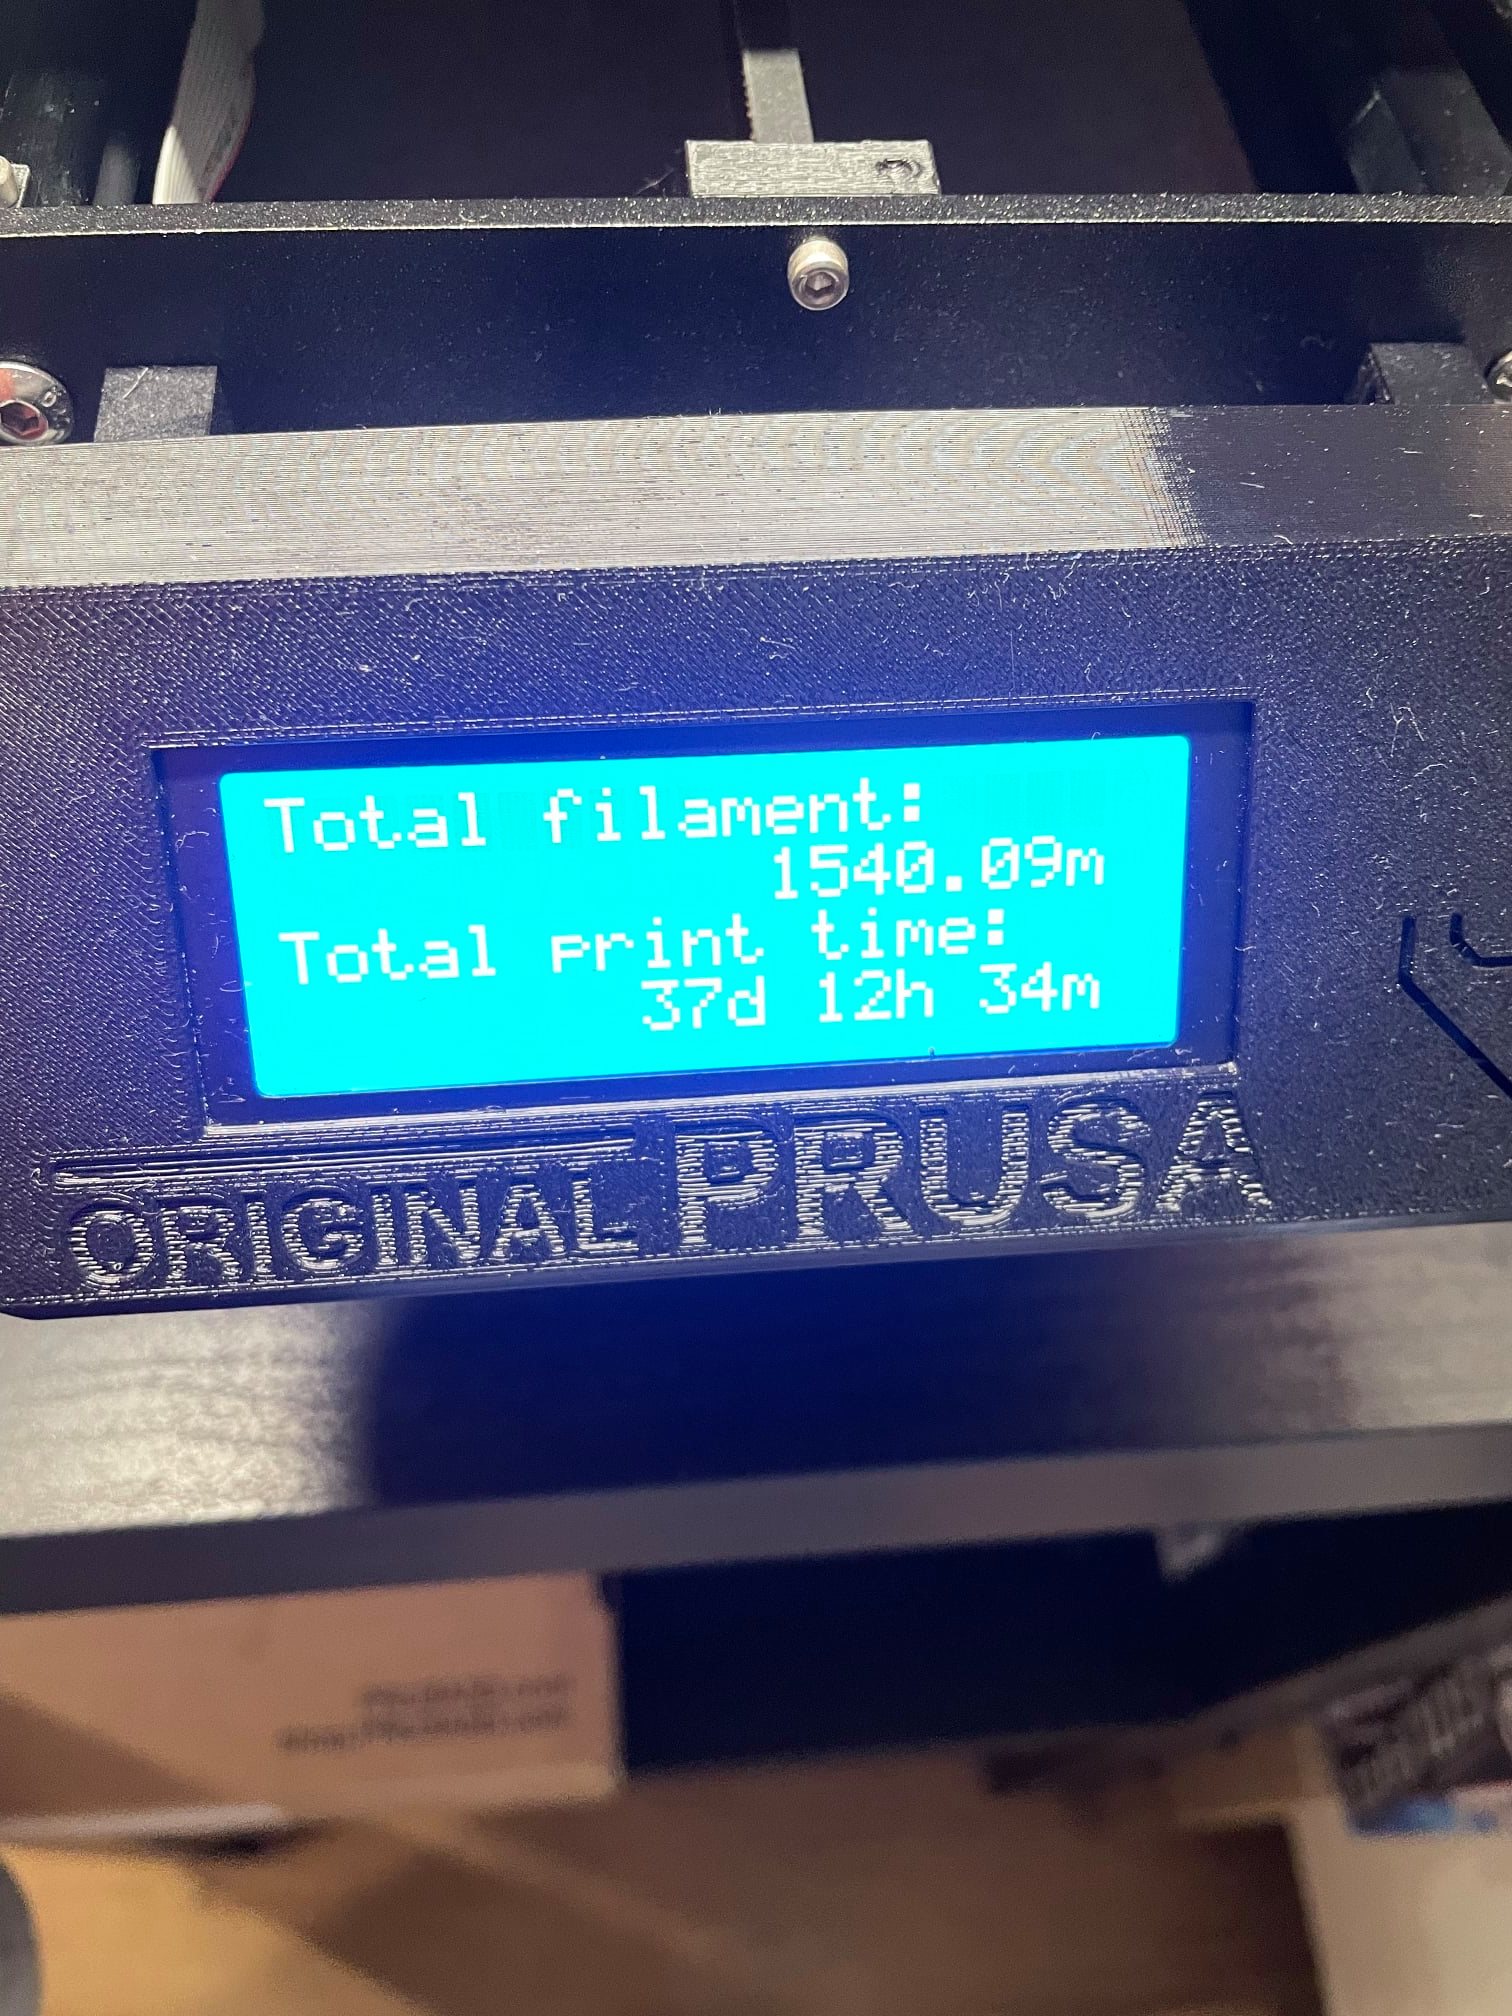 Total filament:
1540.09m
Total print time:
37d 12h 34m
ORIGINAL PRUSA